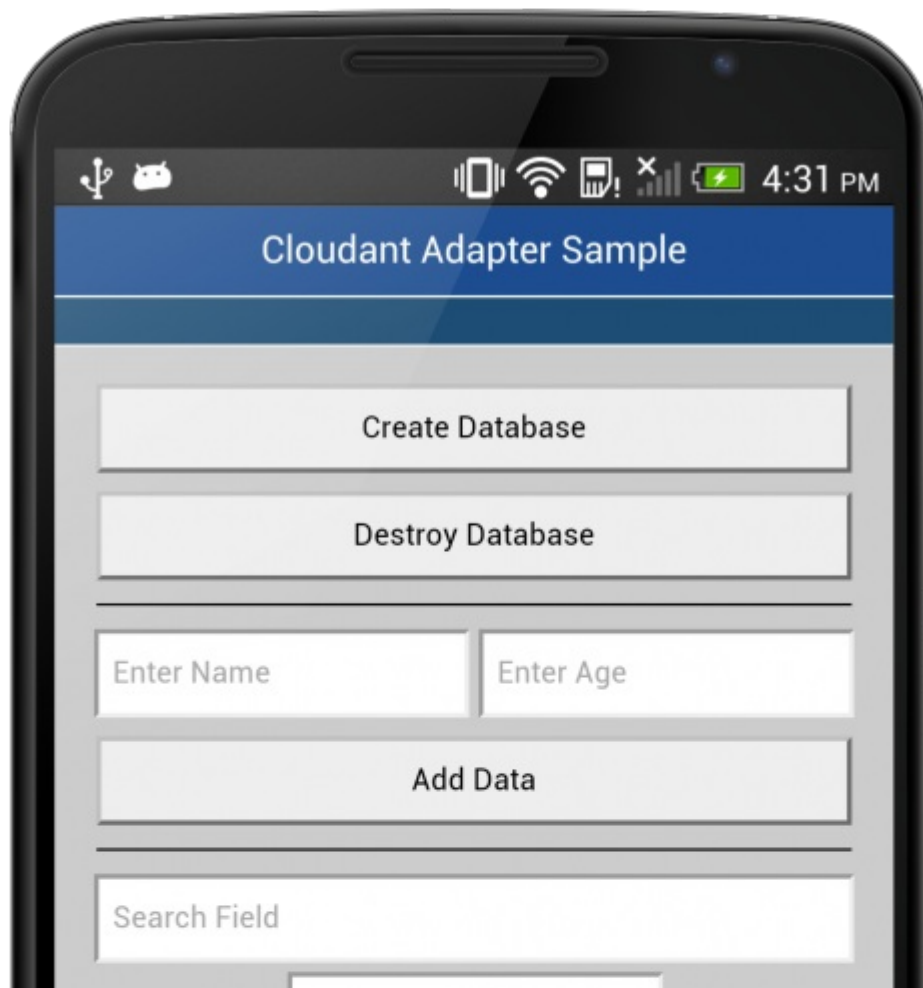 4:31 PM
Cloudant Adapter Sample
Create Database
Destroy Database
Enter Name Enter Age
Add Data
Search Field